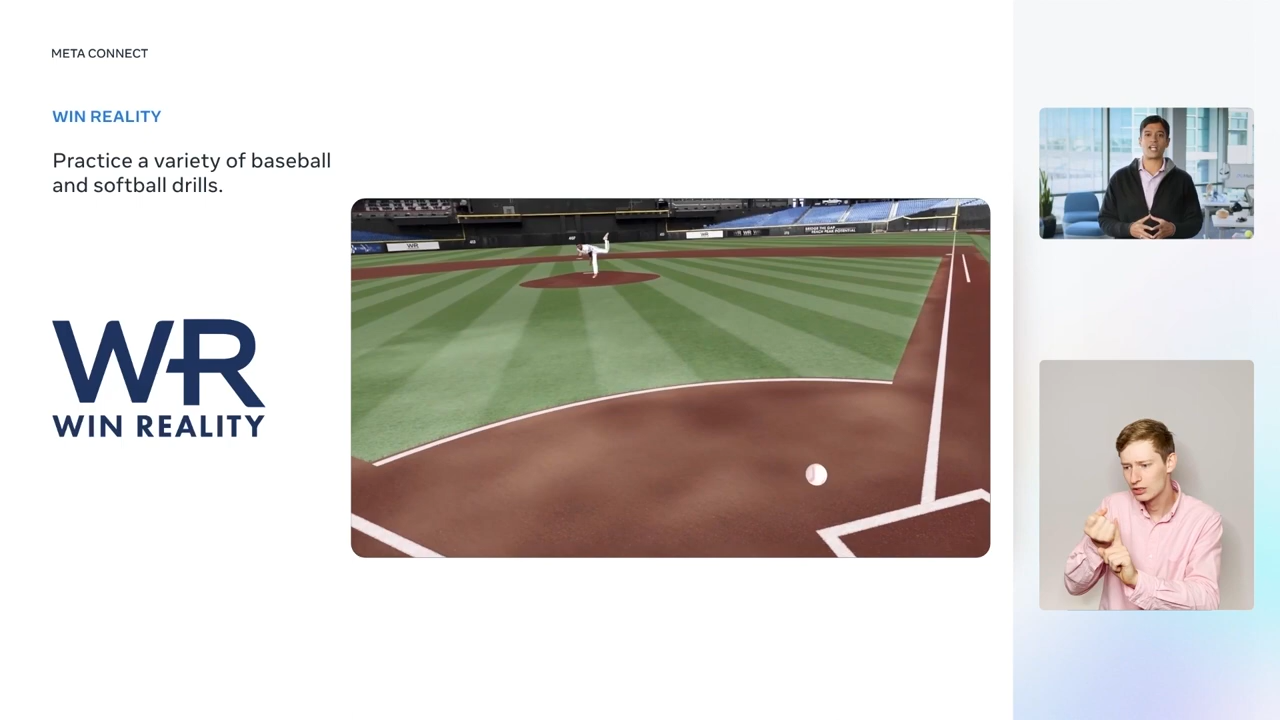 META CONNECT
WIN REALITY
Practice a variety of baseball
and softball drills.
WR
WIN REALITY